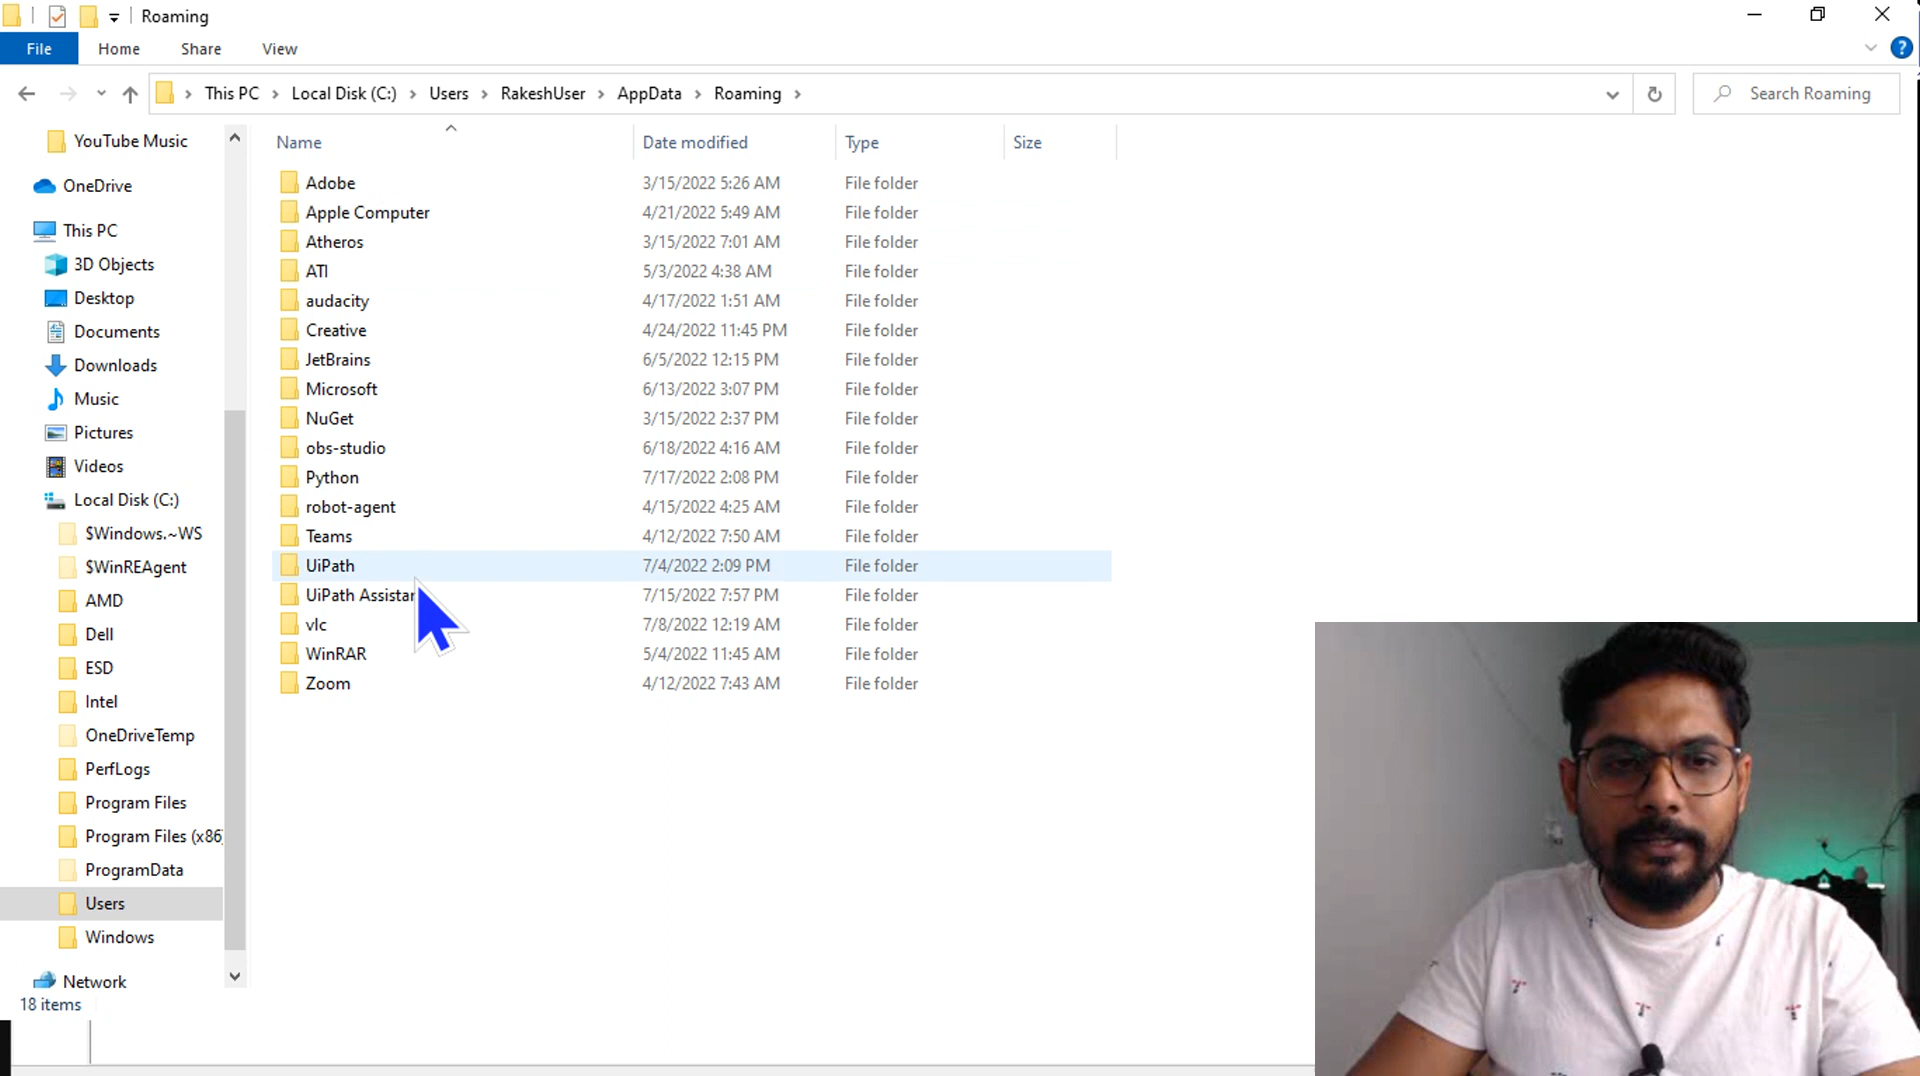 Roaming
File Home Share View
This PC Local Disk (C:) Users RakeshUser AppData Roaming
Search Roaming
YouTube Music
OneDrive
This PC
3D Objects
Desktop
Documents
Downloads
Music
Pictures
Videos
Local Disk (C:)
$Windows.~WS
$WinREAgent
AMD
Dell
ESD
Intel
OneDriveTemp
PerfLogs
Program Files
Program Files (x86
ProgramData
Users
Windows
Network
Name Date modified Type Size
Adobe 3/15/2022 5:26 AM File folder
Apple Computer 4/21/2022 5:49 AM File folder
Atheros 3/15/2022 7:01 AM File folder
ATI 5/3/2022 4:38 AM File folder
audacity 4/17/2022 1:51 AM File folder
Creative 4/24/2022 11:45 PM File folder
JetBrains 6/5/2022 12:15 PM File folder
Microsoft 6/13/2022 3:07 PM File folder
NuGet 3/15/2022 2:37 PM File folder
obs-studio 6/18/2022 4:16 AM File folder
Python 7/17/2022 2:08 PM File folder
robot-agent 4/15/2022 4:25 AM File folder
Teams 4/12/2022 7:50 AM File folder
UiPath 7/4/2022 2:09 PM File folder
UiPath Assistan 7/15/2022 7:57 PM File folder
vlc 7/8/2022 12:19 AM File folder
WinRAR 5/4/2022 11:45 AM File folder
Zoom 4/12/2022 7:43 AM File folder
18 items